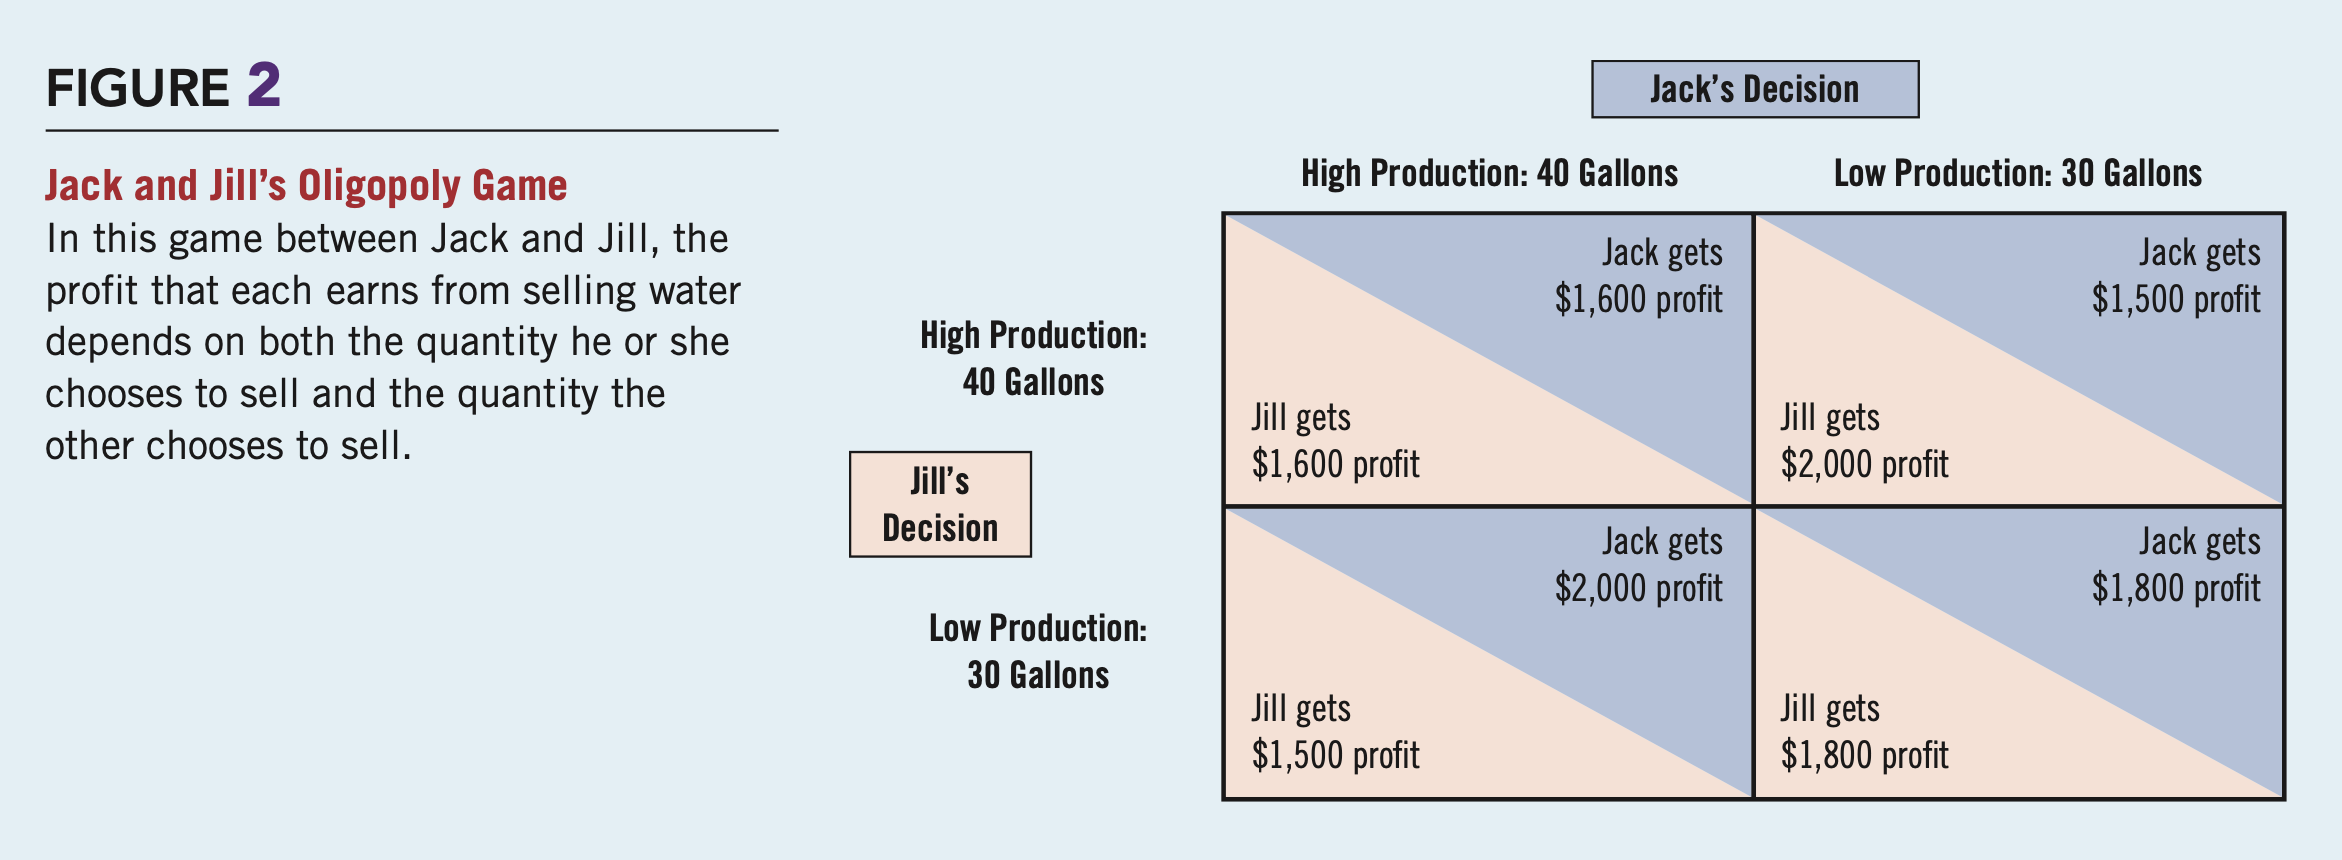 FIGURE 2
Jack and Jill's Oligopoly Game
In this game between Jack and Jill, the
profit that each earns from selling water
depends on both the quantity he or she
chooses to sell and the quantity the
other chooses to sell.
Jack's Decision
High Production: 40 Gallons
Low Production: 30 Gallons
Jill's
Decision
High Production:
40 Gallons
Jack gets
$1,600 profit
Jill gets
$1,600 profit
Jack gets
$1,500 profit
Jill gets
$2,000 profit
Low Production:
30 Gallons
Jack gets
$2,000 profit
Jill gets
$1,500 profit
Jack gets
$1,800 profit
Jill gets
$1,800 profit